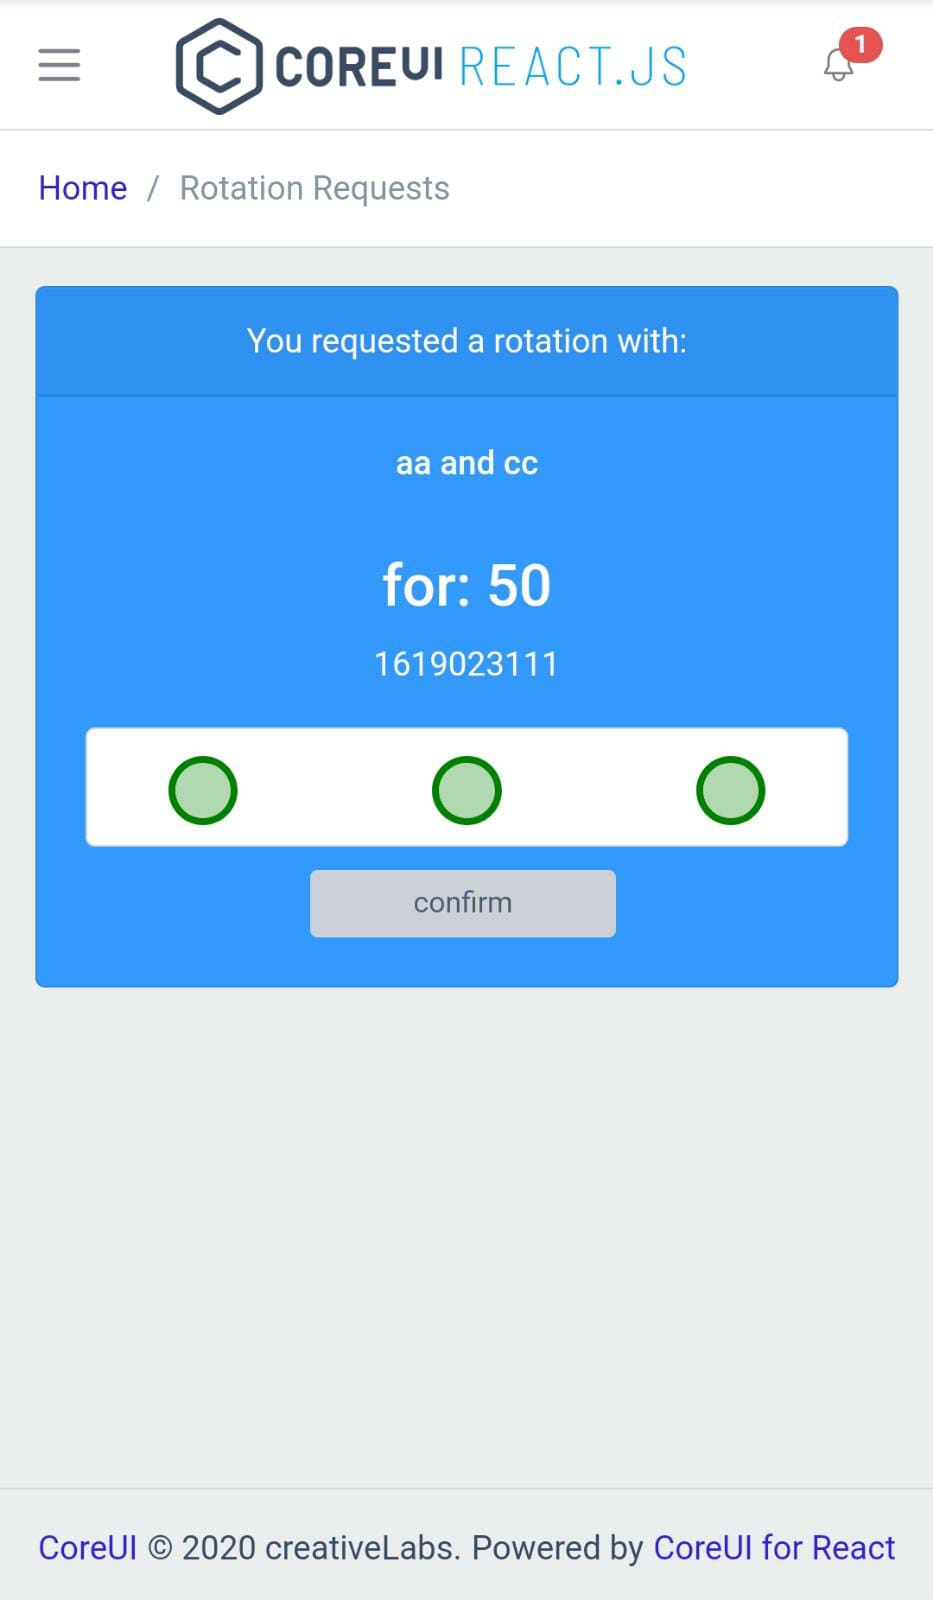 COREUI REACT.JS
1
Home / Rotation Requests
You requested a rotation with:
aa and cc
for: 50
1619023111
confirm
CoreUI © 2020 creativeLabs. Powered by CoreUI for React